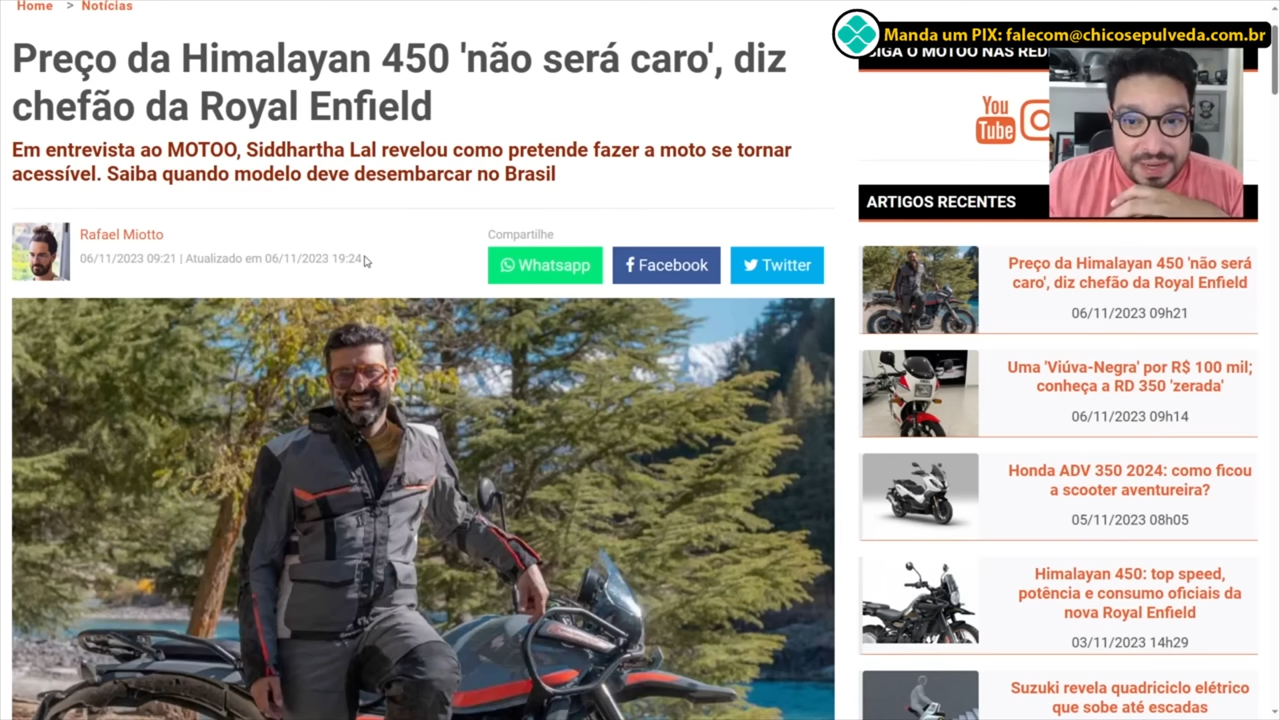 Home > Notícias
Manda um PIX: falecom@chicosepulveda.com.br
SIGA O MOTOO NAS RED
Preço da Himalayan 450 'não será caro', diz
chefão da Royal Enfield
Em entrevista ao MOTOO, Siddhartha Lal revelou como pretende fazer a moto se tornar
acessível. Saiba quando modelo deve desembarcar no Brasil
Rafael Miotto
06/11/2023 09:21 | Atualizado em 06/11/2023 19:24
Compartilhe
Whatsapp
Facebook
Twitter
You
Tube
ARTIGOS RECENTES
Preço da Himalayan 450 'não será
caro', diz chefão da Royal Enfield
06/11/2023 09h21
Uma 'Viúva-Negra' por R$ 100 mil;
conheça a RD 350 'zerada'
06/11/2023 09h14
Honda ADV 350 2024: como ficou
a scooter aventureira?
05/11/2023 08h05
Himalayan 450: top speed,
potência e consumo oficiais da
nova Royal Enfield
03/11/2023 14h29
Suzuki revela quadriciclo elétrico
que sobe até escadas